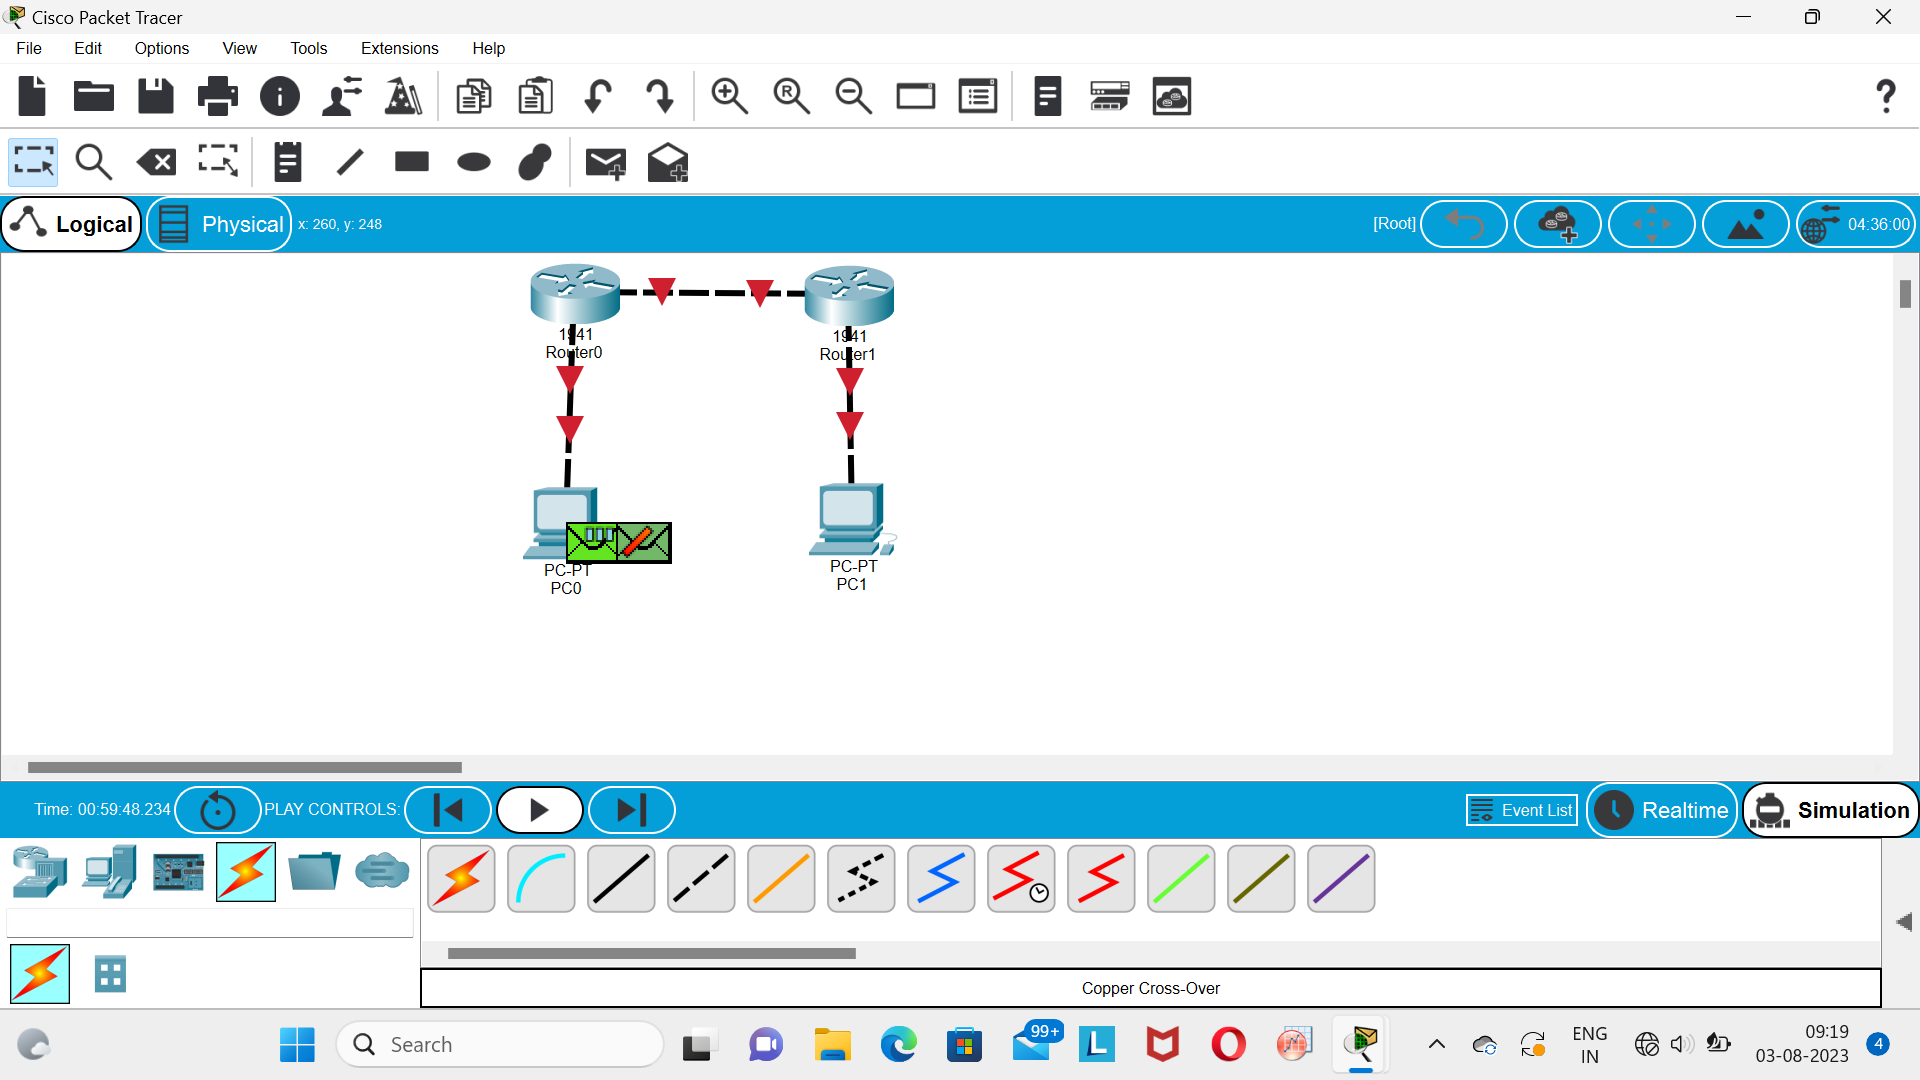 Cisco Packet Tracer
File Edit Options View Tools Extensions Help
Logical Physical x: 260, y: 248 [Root] 04:36:00
1941
Router0
1941
Router1
PC-PT
PC0
PC-PT
PC1
Time: 00:59:48.234 PLAY CONTROLS: Event List Realtime Simulation
Copper Cross-Over
Search
99+
ENG
IN
09:19
03-08-2023
4